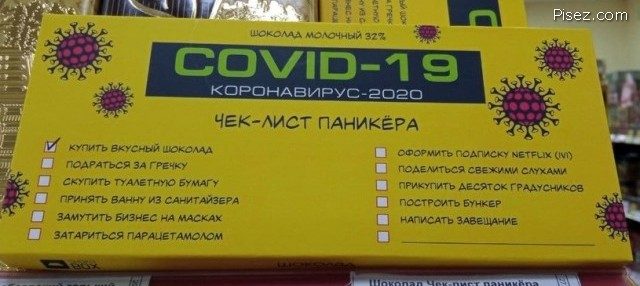 Pisez.com
ШОКОЛАД МОЛОЧНЫЙ 32%
COVID-19
КОРОНАВИРУС-2020
ЧЕК-ЛИСТ ПАНИКЁРА
КУПИТЬ ВКУСНЫЙ ШОКОЛАД
ПОДРАТЬСЯ ЗА ГРЕЧКУ
СКУПИТЬ ТУАЛЕТНУЮ БУМАГУ
ПРИНЯТЬ ВАННУ ИЗ САНИТАЙЗЕРА
ЗАМУТИТЬ БИЗНЕС НА МАСКАХ
ЗАТАРИТЬСЯ ПАРАЦЕТАМОЛОМ
ОФОРМИТЬ ПОДПИСКУ NETFLIX (IVI)
ПОДЕЛИТЬСЯ СВЕЖИМИ СЛУХАМИ
ПРИКУПИТЬ ДЕСЯТОК ГРАДУСНИКОВ
ПОСТРОИТЬ БУНКЕР
НАПИСАТЬ ЗАВЕЩАНИЕ
BOX
ШОКОЛАД
Шоколад Чек-лист паникёра